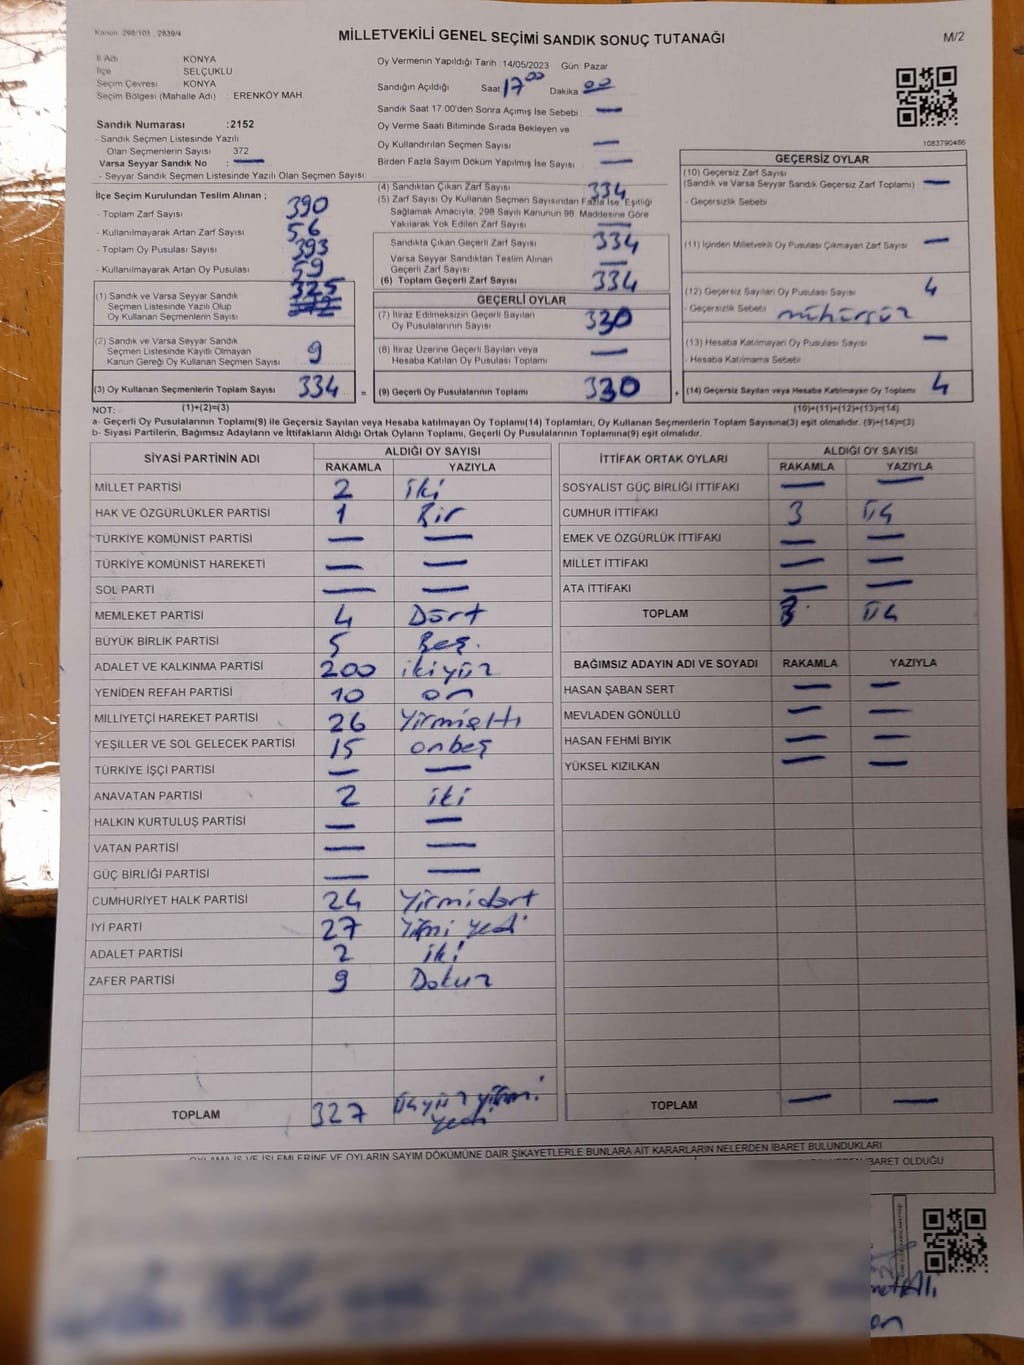 Kanun 298/105 , 2839/4
MİLLETVEKİLİ GENEL SEÇİMİ SANDIK SONUÇ TUTANAĞI
M/2
İl Adı KONYA
İlçe SELÇUKLU
Seçim Çevresi KONYA
Seçim Bölgesi (Mahalle Adı) : ERENKÖY MAH.
Sandık Numarası :2152
- Sandık Seçmen Listesinde Yazılı
Olan Seçmenlerin Sayısı 372
Varsa Seyyar Sandık No : —
- Seyyar Sandık Seçmen Listesinde Yazılı Olan Seçmen Sayısı
Oy Vermenin Yapıldığı Tarih :14/05/2023 Gün: Pazar
Sandığın Açıldığı Saat 17 00 Dakika 00
Sandık Saat 17:00'den Sonra Açımış İse Sebebi —
Oy Verme Saati Bitiminde Sırada Bekleyen ve
Oy Kullandırılan Seçmen Sayısı —
Birden Fazla Sayım Döküm Yapılmış İse Sayısı —
1083790486
İlçe Seçim Kurulundan Teslim Alınan ;
- Toplam Zarf Sayısı 390
- Kullanılmayarak Artan Zarf Sayısı 56
- Toplam Oy Pusulası Sayısı 393
- Kullanılmayarak Artan Oy Pusulası 59
(1) Sandık ve Varsa Seyyar Sandık 325
Seçmen Listesinde Yazılı Olup
Oy Kullanan Seçmenlerin Sayısı
(2) Sandık ve Varsa Seyyar Sandık
Seçmen Listesinde Kayıtlı Olmayan
Kanun Gereği Oy Kullanan Seçmen Sayısı 9
(3) Oy Kullanan Seçmenlerin Toplam Sayısı 334 =
(1)+(2)=(3)
(4) Sandıktan Çıkan Zarf Sayısı 334
(5) Zarf Sayısı Oy Kullanan Seçmen Sayısından Fazla İse, Eşitliği
Sağlamak Amacıyla, 298 Sayılı Kanunun 98. Maddesine Göre
Yakılarak Yok Edilen Zarf Sayısı —
Sandıkta Çıkan Geçerli Zarf Sayısı 334
Varsa Seyyar Sandıktan Teslim Alınan
Geçerli Zarf Sayısı —
(6) Toplam Geçerli Zarf Sayısı 334
GEÇERLİ OYLAR
(7) İtiraz Edilmeksizin Geçerli Sayılan
Oy Pusulalarının Sayısı 330
(8) İtiraz Üzerine Geçerli Sayılan veya
Hesaba Katılan Oy Pusulası Toplamı —
(9) Geçerli Oy Pusulalarının Toplamı 330 +
GEÇERSİZ OYLAR
(10) Geçersiz Zarf Sayısı
(Sandık ve Varsa Seyyar Sandık Geçersiz Zarf Toplamı) —
- Geçersizlik Sebebi
(11) İçinden Milletvekili Oy Pusulası Çıkmayan Zarf Sayısı —
(12) Geçersiz Sayılan Oy Pusulası Sayısı 4
- Geçersizlik Sebebi mühürsüz
(13) Hesaba Katılmayan Oy Pusulası Sayısı —
- Hesaba Katılmama Sebebi
(14) Geçersiz Sayılan veya Hesaba Katılmayan Oy Toplamı 4
(10)+(11)+(12)+(13)=(14)
NOT:
a- Geçerli Oy Pusulalarının Toplamı(9) ile Geçersiz Sayılan veya Hesaba katılmayan Oy Toplamı(14) Toplamları, Oy Kullanan Seçmenlerin Toplam Sayısına(3) eşit olmalıdır. (9)+(14)=(3)
b- Siyasi Partilerin, Bağımsız Adayların ve İttifakların Aldığı Ortak Oyların Toplamı, Geçerli Oy Pusulalarının Toplamına(9) eşit olmalıdır.
SİYASİ PARTİNİN ADI ALDIĞI OY SAYISI
RAKAMLA YAZIYLA
MİLLET PARTİSİ 2 iki
HAK VE ÖZGÜRLÜKLER PARTİSİ 1 Bir
TÜRKİYE KOMÜNİST PARTİSİ — —
TÜRKİYE KOMÜNİST HAREKETİ — —
SOL PARTİ — —
MEMLEKET PARTİSİ 4 Dört
BÜYÜK BİRLİK PARTİSİ 5 Beş.
ADALET VE KALKINMA PARTİSİ 200 ikiyüz
YENİDEN REFAH PARTİSİ 10 on
MİLLİYETÇİ HAREKET PARTİSİ 26 Yirmialtı
YEŞİLLER VE SOL GELECEK PARTİSİ 15 onbeş
TÜRKİYE İŞÇİ PARTİSİ — —
ANAVATAN PARTİSİ 2 iki
HALKIN KURTULUŞ PARTİSİ — —
VATAN PARTİSİ — —
GÜÇ BİRLİĞİ PARTİSİ — —
CUMHURİYET HALK PARTİSİ 24 Yirmidört
İYİ PARTİ 27 Yirmi yedi
ADALET PARTİSİ 2 iki
ZAFER PARTİSİ 9 Dokuz
TOPLAM 327 üçyüz yirmi
yedi
İTTİFAK ORTAK OYLARI ALDIĞI OY SAYISI
RAKAMLA YAZIYLA
SOSYALİST GÜÇ BİRLİĞİ İTTİFAKI — —
CUMHUR İTTİFAKI 3 üç
EMEK VE ÖZGÜRLÜK İTTİFAKI — —
MİLLET İTTİFAKI — —
ATA İTTİFAKI — —
TOPLAM 3 üç
BAĞIMSIZ ADAYIN ADI VE SOYADI RAKAMLA YAZIYLA
HASAN ŞABAN SERT — —
MEVLADEN GÖNÜLLÜ — —
HASAN FEHMİ BIYIK — —
YÜKSEL KIZILKAN — —
TOPLAM — —
OYLAMA İŞ VE İŞLEMLERİNE VE OYLARIN SAYIM DÖKÜMÜNE DAİR ŞİKAYETLERLE BUNLARA AİT KARARLARIN NELERDEN İBARET BULUNDUKLARI
İBARET OLDUĞU